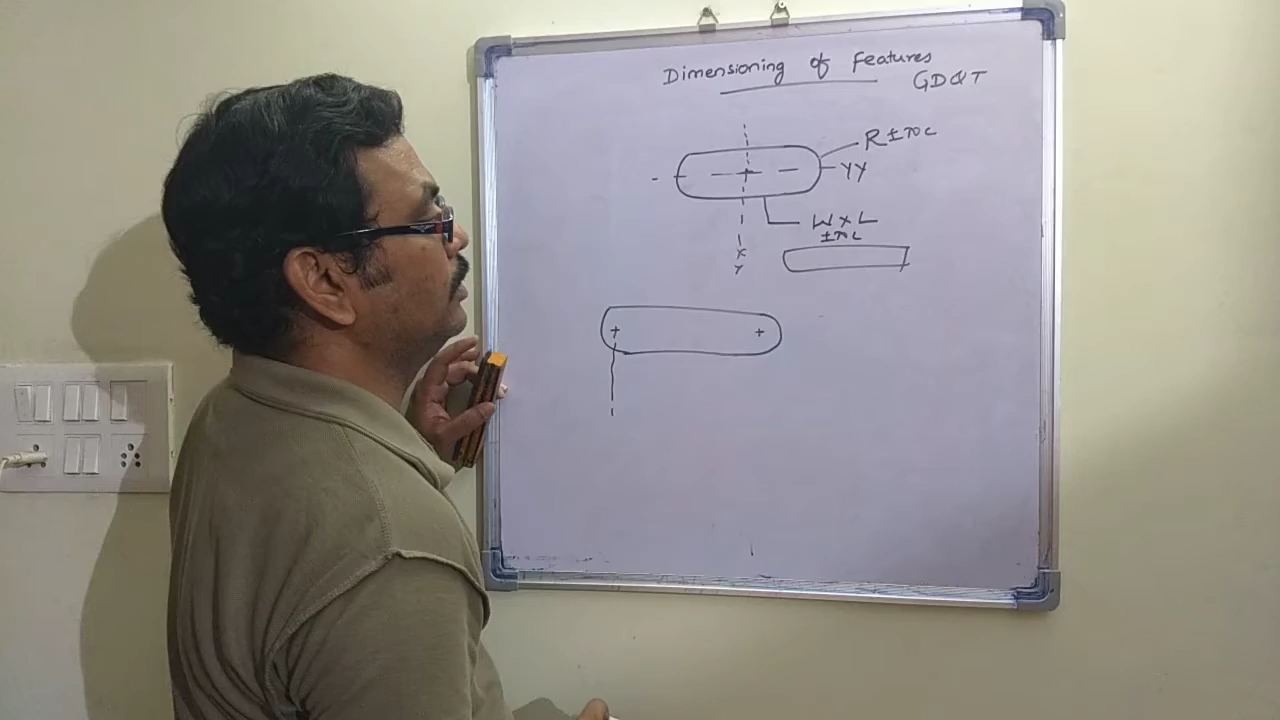 Dimensioning of Features
GD&T
R ± TOL
YY
W x L
± TOL
X
Y